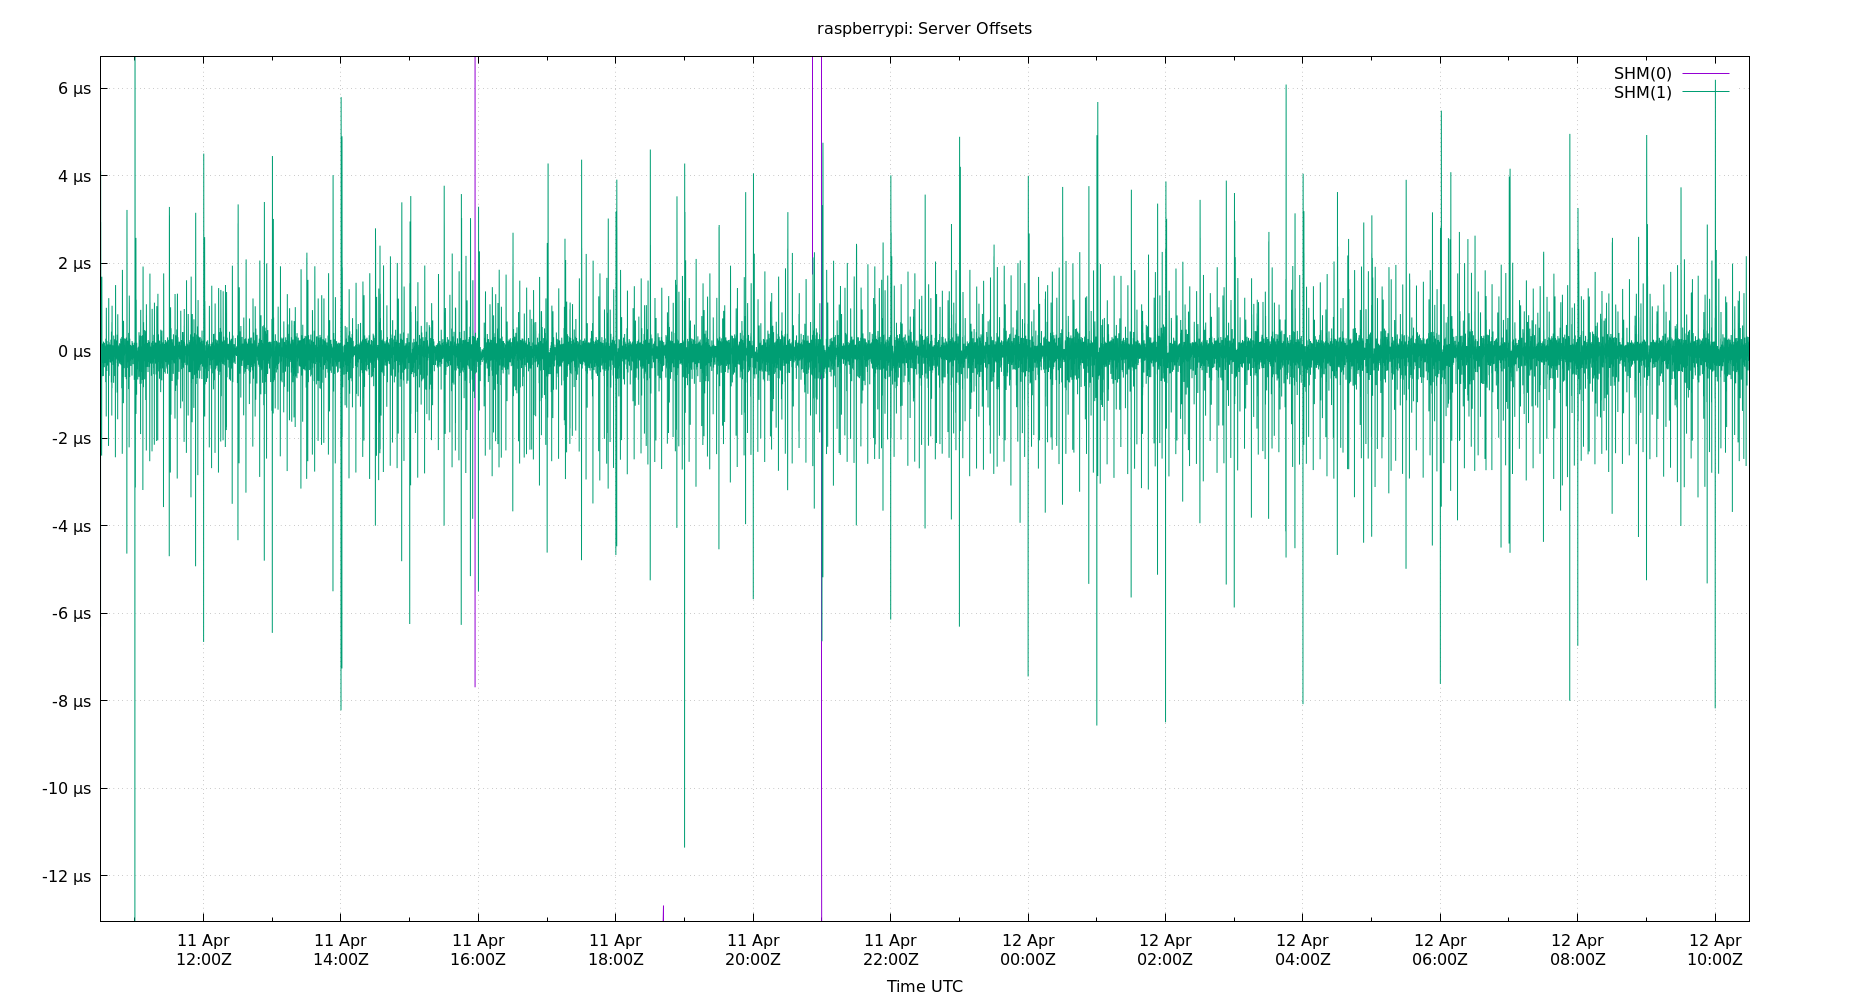 raspberrypi: Server Offsets
SHM(0)
SHM(1)
6 µs
4 µs
2 µs
0 µs
-2 µs
-4 µs
-6 µs
-8 µs
-10 µs
-12 µs
11 Apr 11 Apr 11 Apr 11 Apr 11 Apr 11 Apr 12 Apr 12 Apr 12 Apr 12 Apr 12 Apr 12 Apr
12:00Z 14:00Z 16:00Z 18:00Z 20:00Z 22:00Z 00:00Z 02:00Z 04:00Z 06:00Z 08:00Z 10:00Z
Time UTC